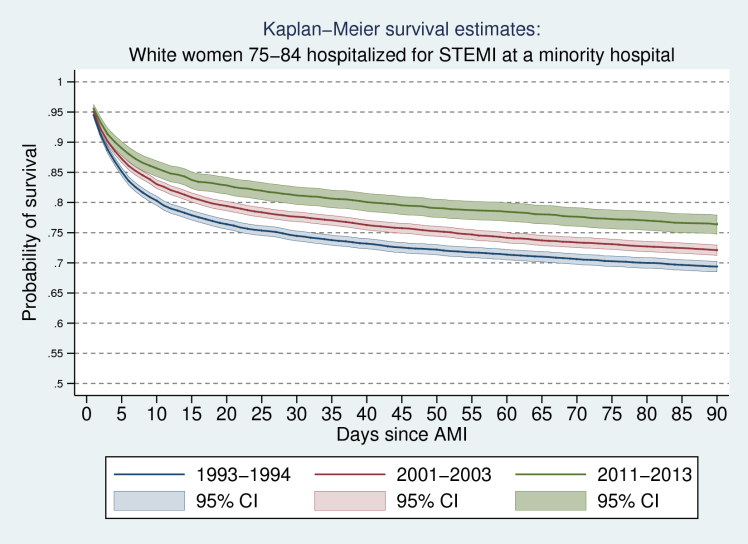 Kaplan−Meier survival estimates:
White women 75−84 hospitalized for STEMI at a minority hospital
Probability of survival
1
.95
.9
.85
.8
.75
.7
.65
.6
.55
.5
0 5 10 15 20 25 30 35 40 45 50 55 60 65 70 75 80 85 90
Days since AMI
1993−1994 2001−2003 2011−2013
95% CI 95% CI 95% CI